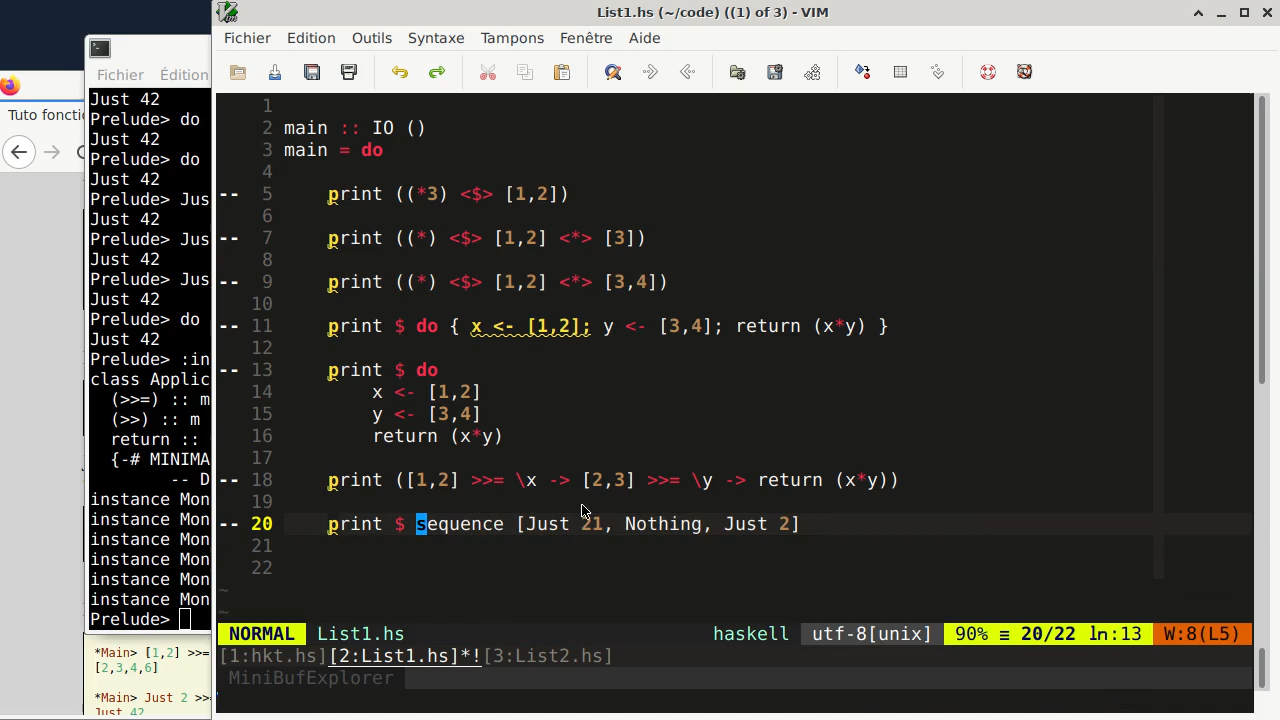 List1.hs (~/code) ((1) of 3) - VIM
Fichier Edition Outils Syntaxe Tampons Fenêtre Aide
Fichier Édition
Tuto foncti
Just 42
Prelude> do
Just 42
Prelude> do
Just 42
Prelude> Jus
Just 42
Prelude> Jus
Just 42
Prelude> Jus
Just 42
Prelude> do
Just 42
Prelude> :in
class Applic
(>>=) :: m
(>>) :: m
return ::
{-# MINIMA
-- D
instance Mon
instance Mon
instance Mon
instance Mon
instance Mon
instance Mon
Prelude>
*Main> [1,2] >>=
[2,3,4,6]
*Main> Just 2 >>=
Just 42
1
2 main :: IO ()
3 main = do
4
-- 5 print ((*3) <$> [1,2])
6
-- 7 print ((*) <$> [1,2] <*> [3])
8
-- 9 print ((*) <$> [1,2] <*> [3,4])
10
-- 11 print $ do { x <- [1,2]; y <- [3,4]; return (x*y) }
12
-- 13 print $ do
14 x <- [1,2]
15 y <- [3,4]
16 return (x*y)
17
-- 18 print ([1,2] >>= \x -> [2,3] >>= \y -> return (x*y))
19
-- 20 print $ sequence [Just 21, Nothing, Just 2]
21
22
~
~
NORMAL List1.hs haskell utf-8[unix] 90% ≡ 20/22 ln:13 W:8(L5)
[1:hkt.hs][2:List1.hs]*![3:List2.hs]
MiniBufExplorer